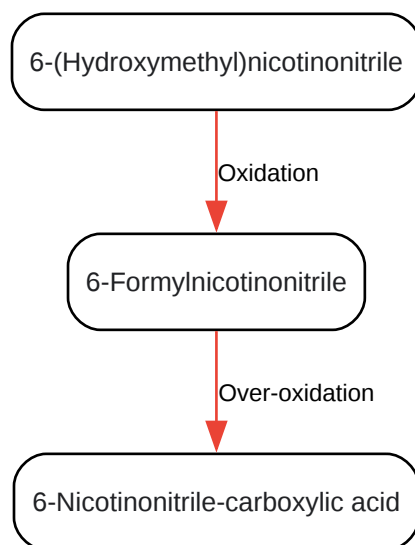 6-(Hydroxymethyl)nicotinonitrile
Oxidation
6-Formylnicotinonitrile
Over-oxidation
6-Nicotinonitrile-carboxylic acid